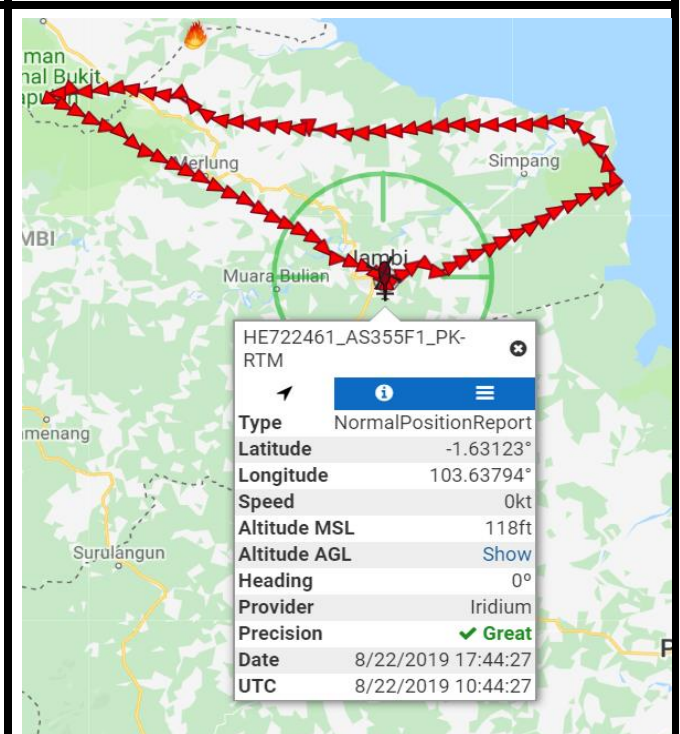 man
nal Bukit
Merlung
Simpang
MBI
Jambi
Muara Bulian
HE722461_AS355F1_PK-
RTM
Type NormalPositionReport
Latitude -1.63123°
Longitude 103.63794°
Speed 0kt
Altitude MSL 118ft
Altitude AGL Show
Heading 0º
Provider Iridium
Precision ✔ Great
Date 8/22/2019 17:44:27
UTC 8/22/2019 10:44:27
menang
Surulangun
P